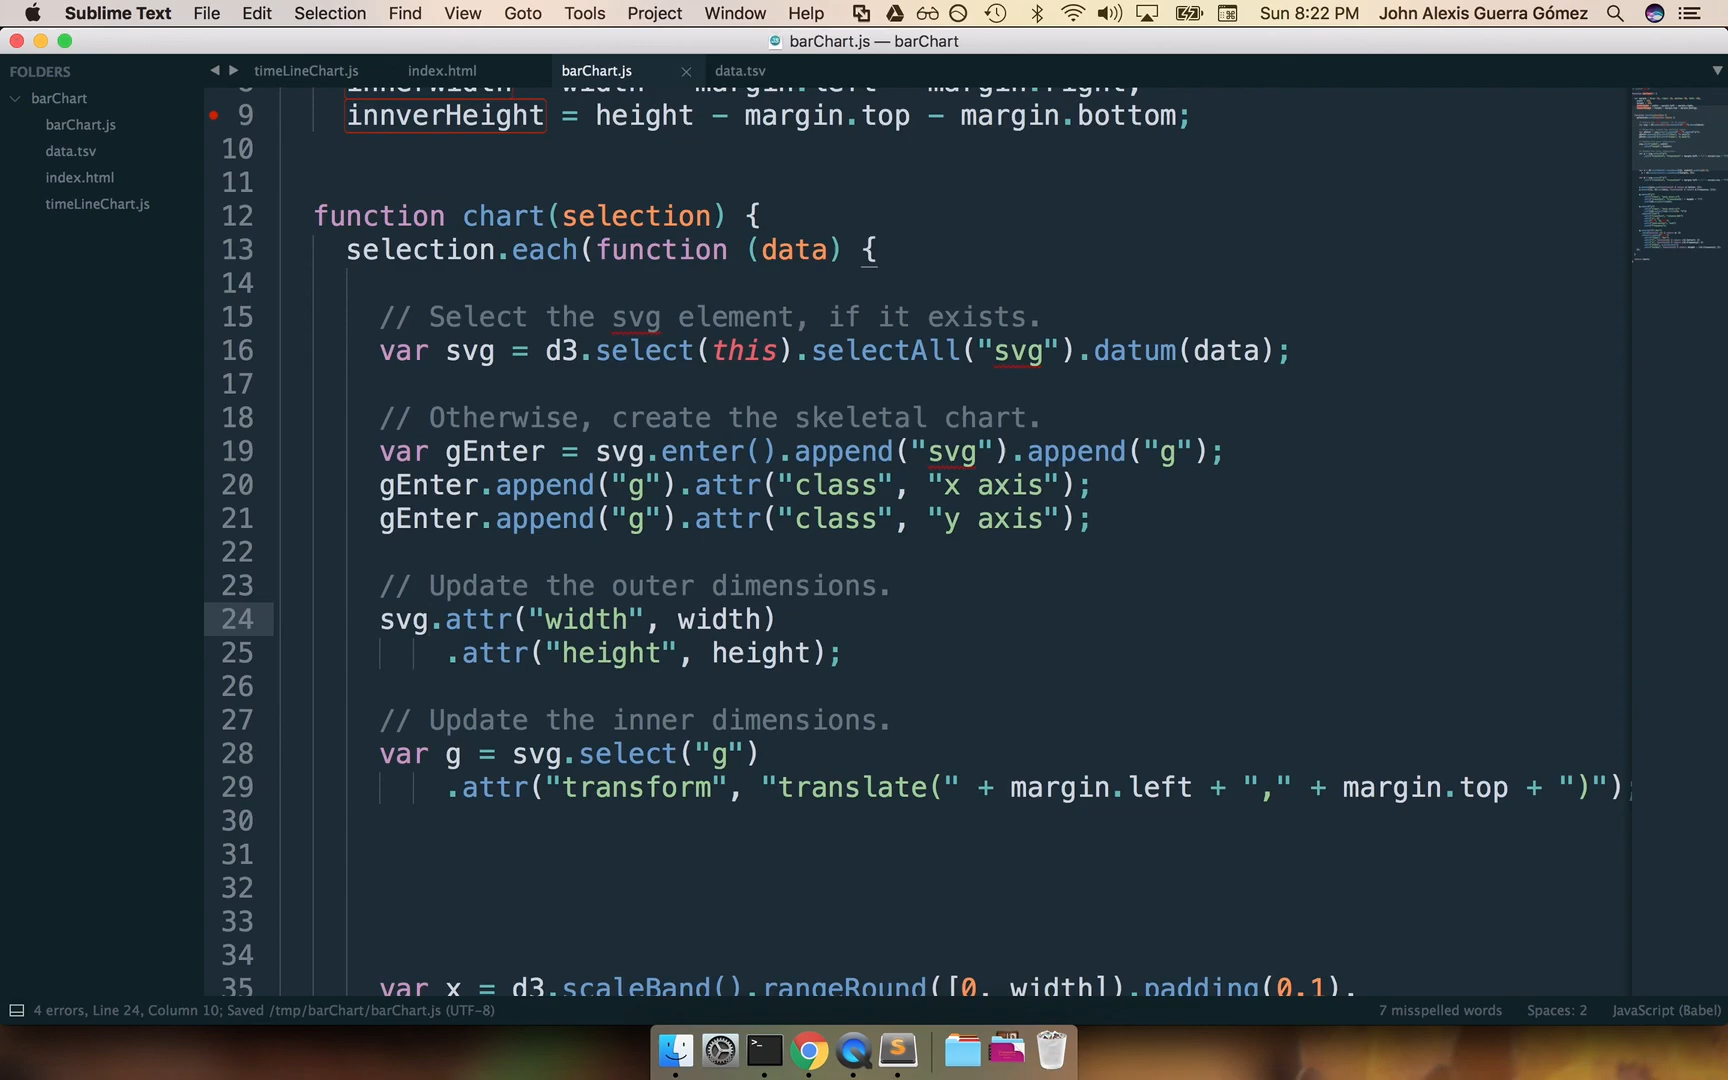 Sublime Text File Edit Selection Find View Goto Tools Project Window Help Sun 8:22 PM John Alexis Guerra Gómez
barChart.js — barChart
FOLDERS
barChart
barChart.js
data.tsv
index.html
timeLineChart.js
timeLineChart.js index.html barChart.js data.tsv
9 innverHeight = height - margin.top - margin.bottom;
10
11
12 function chart(selection) {
13 selection.each(function (data) {
14
15 // Select the svg element, if it exists.
16 var svg = d3.select(this).selectAll("svg").datum(data);
17
18 // Otherwise, create the skeletal chart.
19 var gEnter = svg.enter().append("svg").append("g");
20 gEnter.append("g").attr("class", "x axis");
21 gEnter.append("g").attr("class", "y axis");
22
23 // Update the outer dimensions.
24 svg.attr("width", width)
25 .attr("height", height);
26
27 // Update the inner dimensions.
28 var g = svg.select("g")
29 .attr("transform", "translate(" + margin.left + "," + margin.top + ")");
30
31
32
33
34
35 var x = d3.scaleBand().rangeRound([0, width]).padding(0.1),
4 errors, Line 24, Column 10; Saved /tmp/barChart/barChart.js (UTF-8) 7 misspelled words Spaces: 2 JavaScript (Babel)